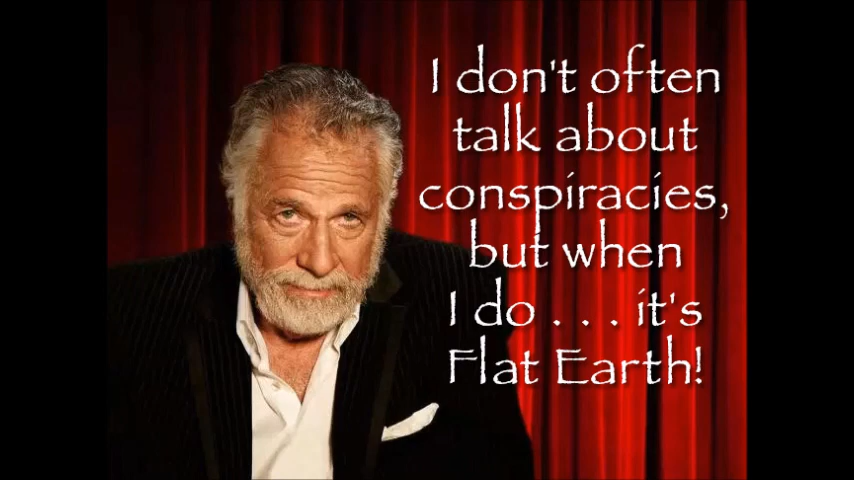 I don't often
talk about
conspiracies,
but when
I do . . . it's
Flat Earth!